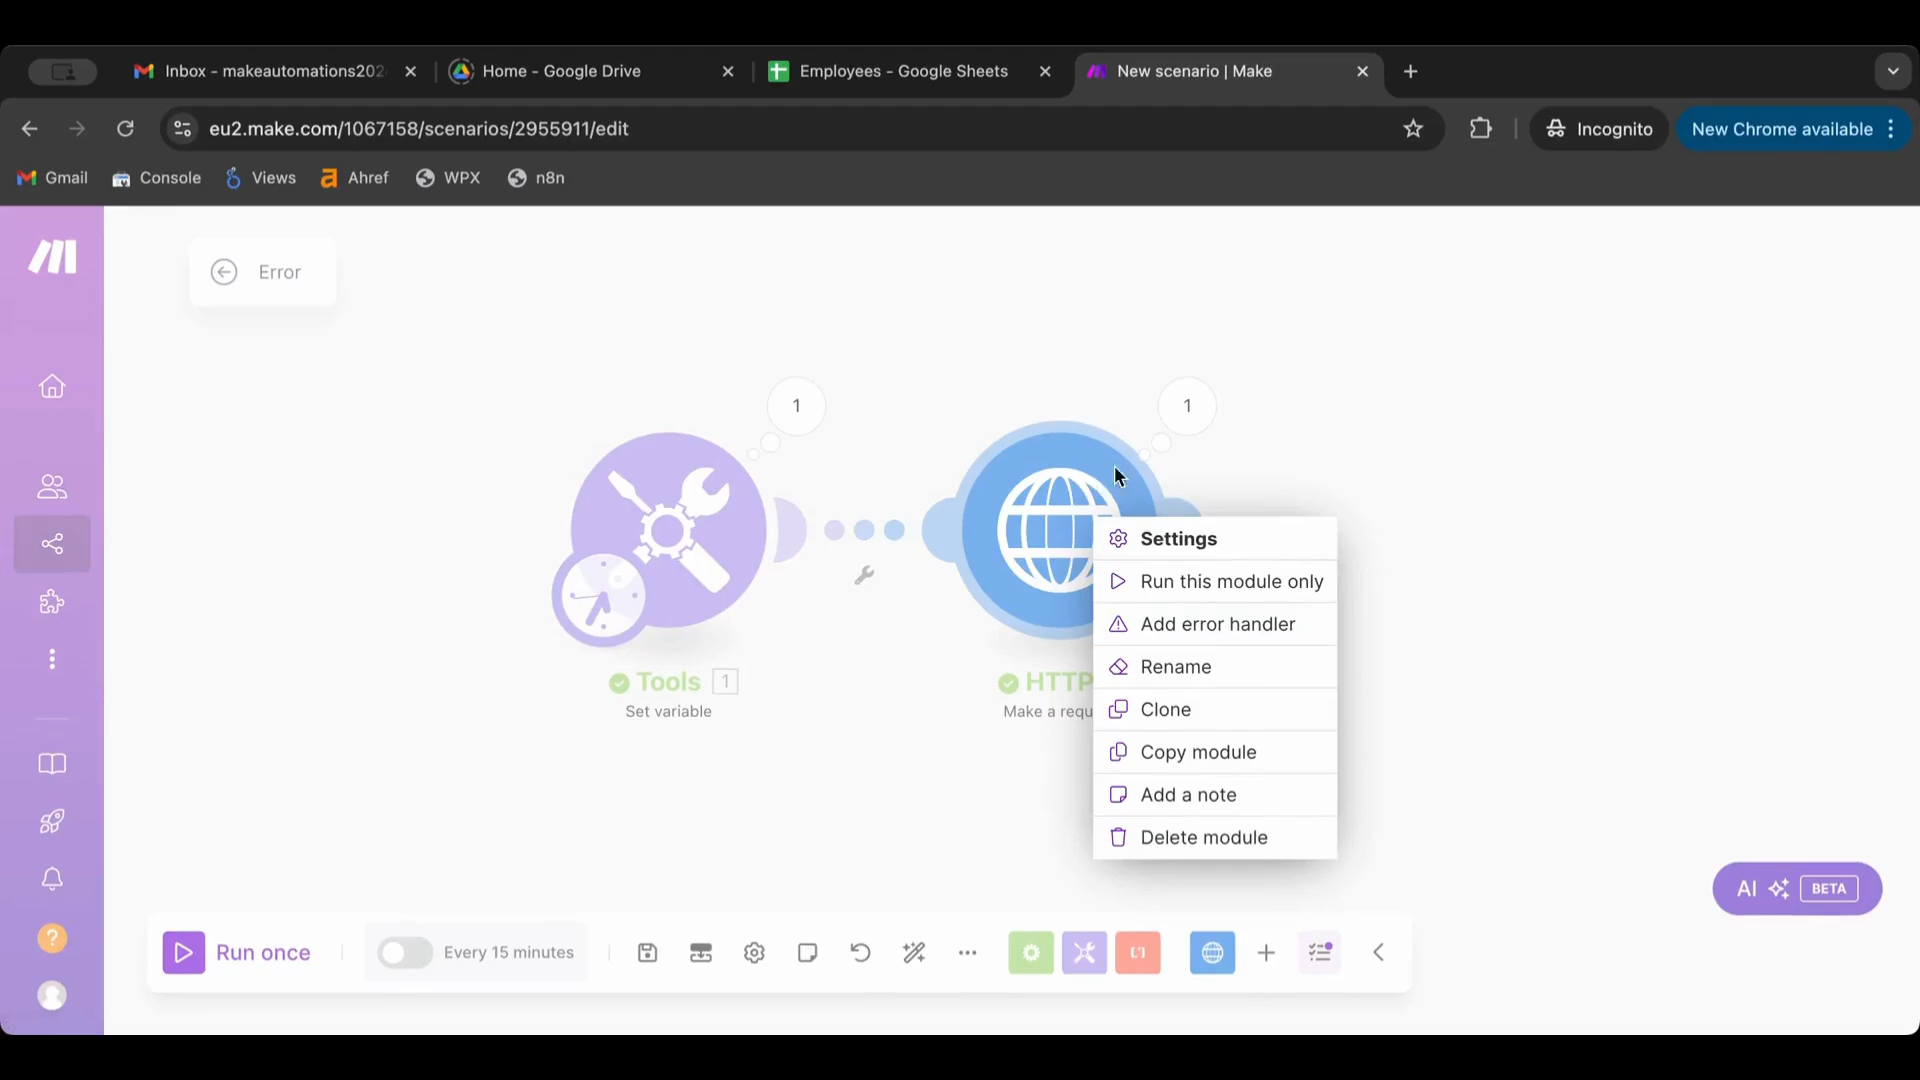 Inbox - makeautomations202
Home - Google Drive
Employees - Google Sheets
New scenario | Make
eu2.make.com/1067158/scenarios/2955911/edit
Incognito
New Chrome available
Gmail
Console
Views
Ahref
WPX
n8n
Error
1
1
Settings
Run this module only
Add error handler
Rename
Clone
Copy module
Add a note
Delete module
Tools 1
Set variable
HTTP
Make a requ
AI BETA
?
Run once
Every 15 minutes